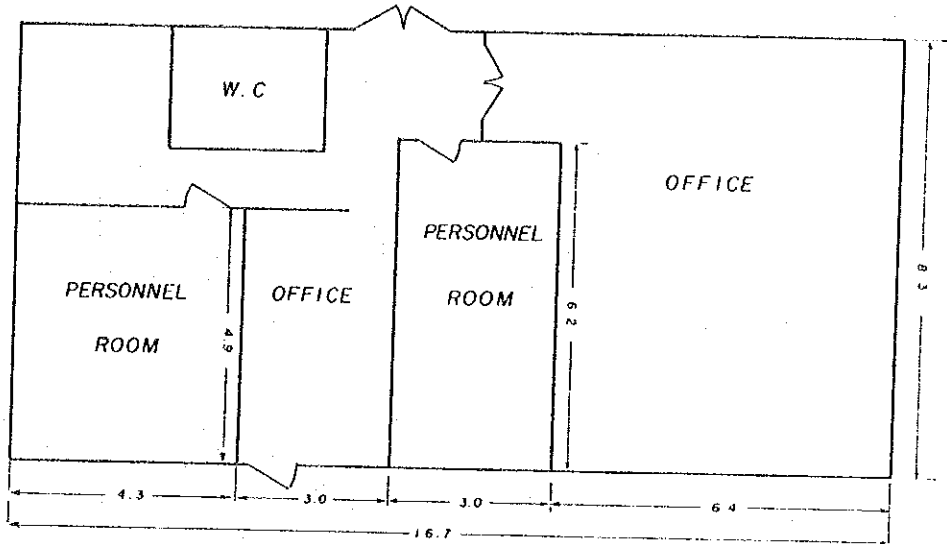 W.C
OFFICE
PERSONNEL
ROOM
PERSONNEL
ROOM
OFFICE
8.3
6.2
4.9
4.3
3.0
3.0
6.4
16.7